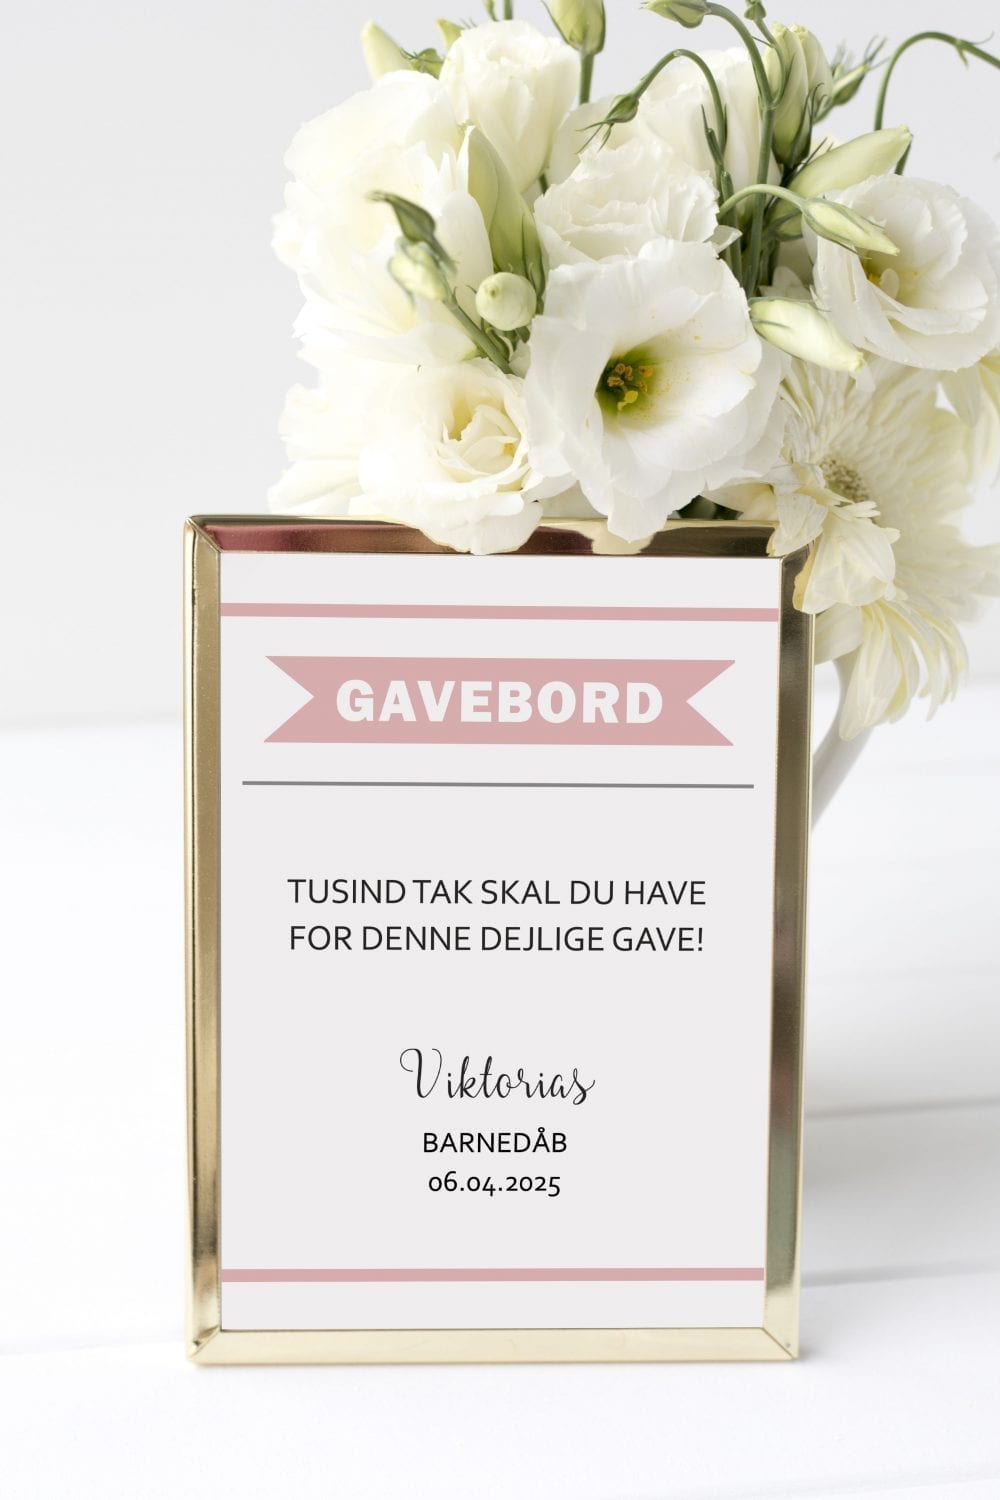 GAVEBORD
TUSIND TAK SKAL DU HAVE
FOR DENNE DEJLIGE GAVE!
Viktorias
BARNEDÅB
06.04.2025